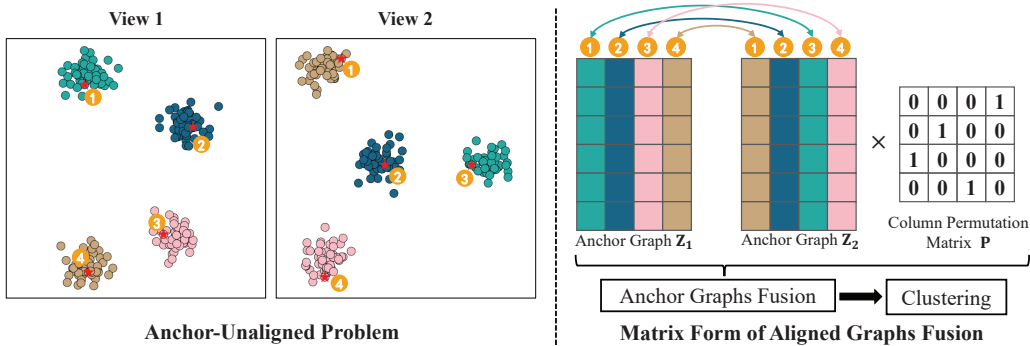 View 1
View 2
1
2
3
4
1
2
3
4
Anchor-Unaligned Problem
1 2 3 4
1 2 3 4
Anchor Graph Z₁
Anchor Graph Z₂
×
0 0 0 1
0 1 0 0
1 0 0 0
0 0 1 0
Column Permutation
Matrix P
Anchor Graphs Fusion
Clustering
Matrix Form of Aligned Graphs Fusion